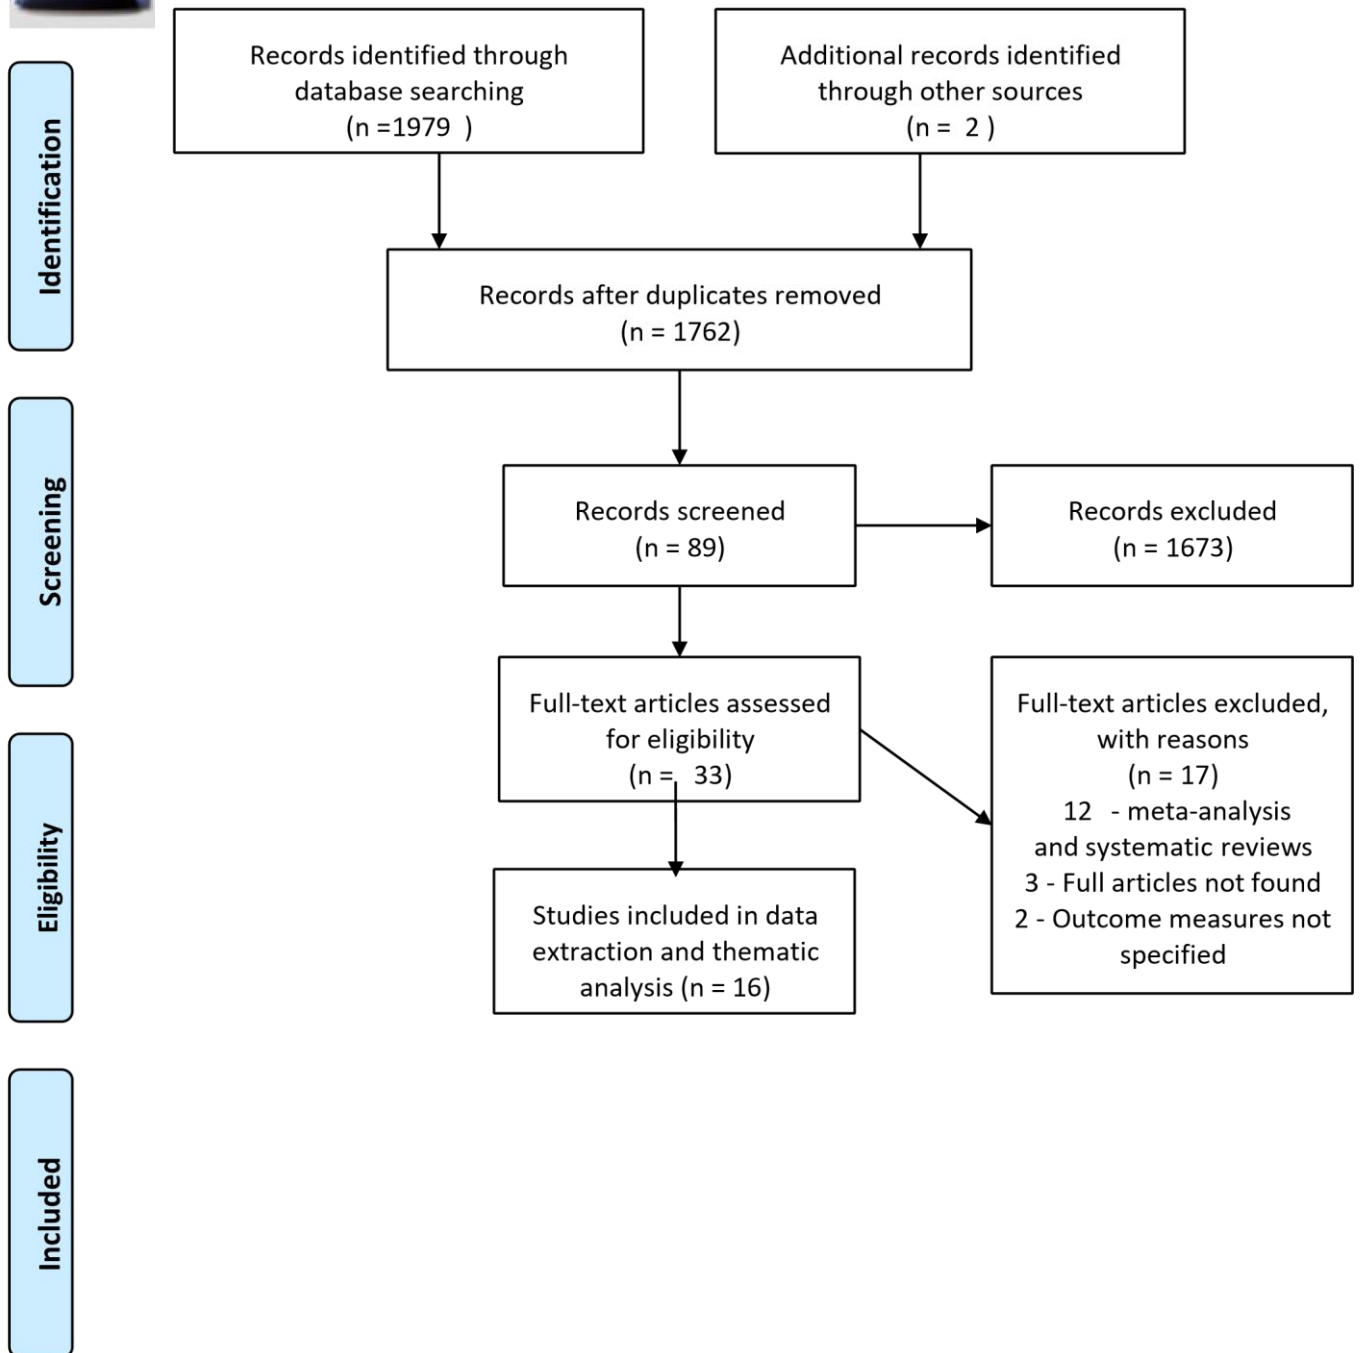 Records identified through
database searching
(n =1979  )
Additional records identified
through other sources
(n =  2 )
Identification
Records after duplicates removed
(n = 1762)
Screening
Records screened
(n = 89)
Records excluded
(n = 1673)
Full-text articles assessed
for eligibility
(n =   33)
Full-text articles excluded,
with reasons
(n = 17)
12   - meta-analysis
and systematic reviews
3 - Full articles not found
2 - Outcome measures not
specified
Eligibility
Studies included in data
extraction and thematic
analysis (n = 16)
Included